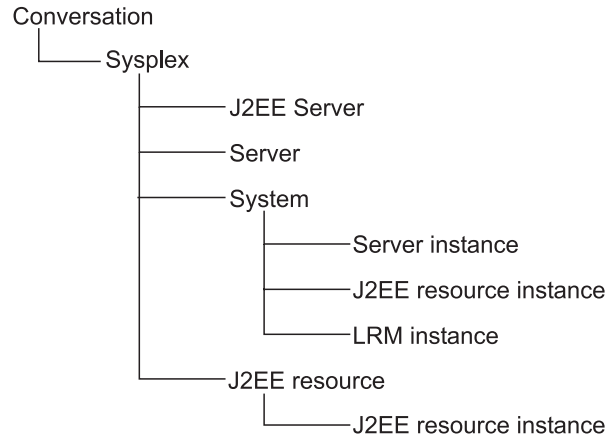 Conversation
Sysplex
J2EE Server
Server
System
Server instance
J2EE resource instance
LRM instance
J2EE resource
J2EE resource instance